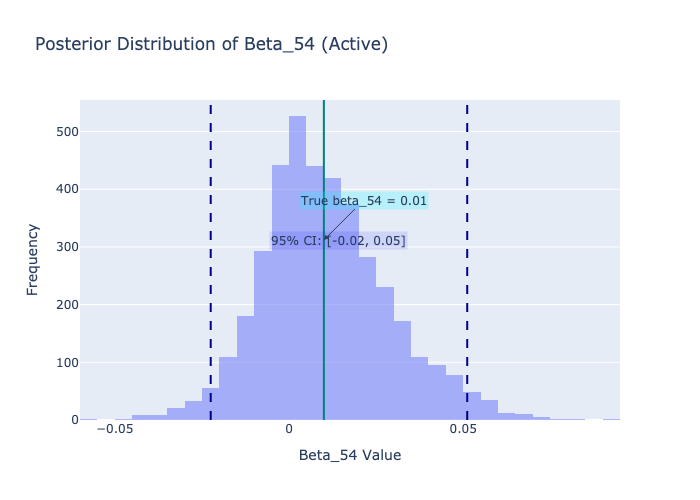 Posterior Distribution of Beta_54 (Active)
500
400
True beta_54 = 0.01
300
95% CI: [-0.02, 0.05]
200
100
0
−0.05
0
0.05
Frequency
Beta_54 Value